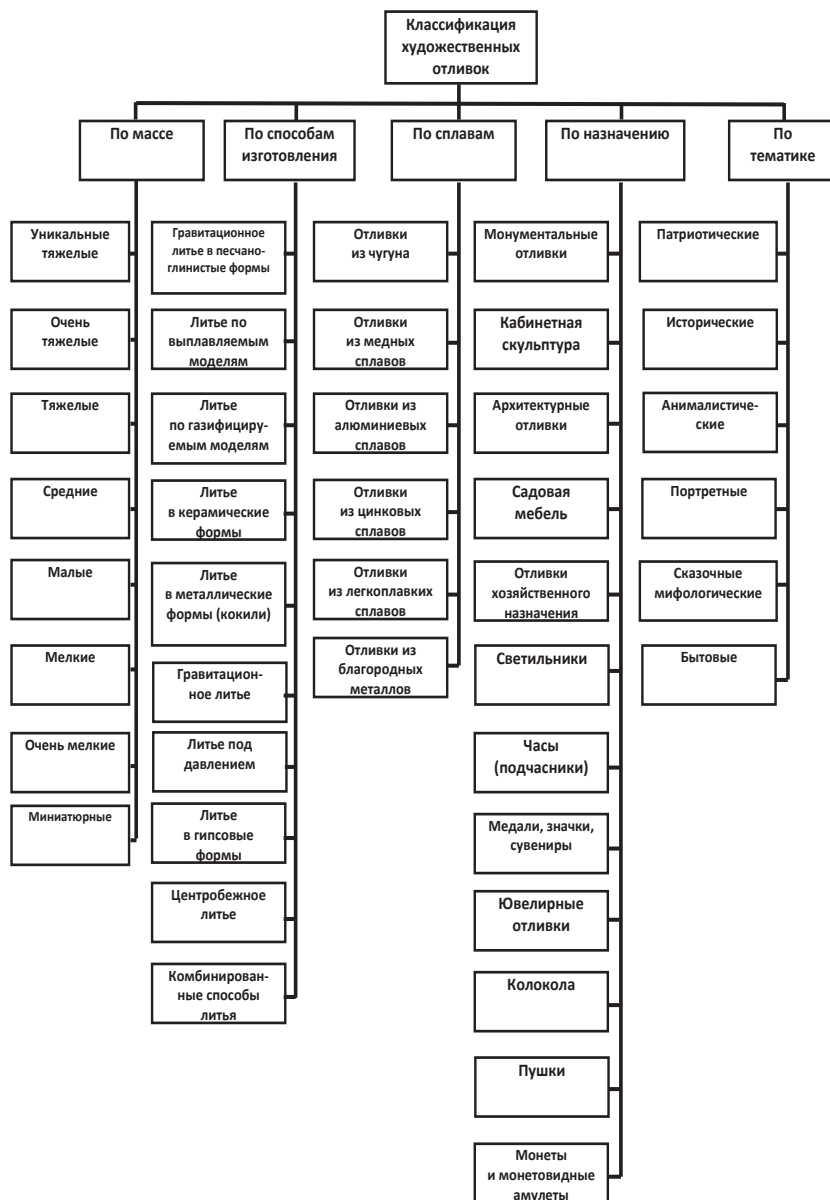 Классификация
художественных
отливок
По массе
По способам
изготовления
По сплавам
По назначению
По
тематике
Уникальные
тяжелые
Очень
тяжелые
Тяжелые
Средние
Малые
Мелкие
Очень мелкие
Миниатюрные
Гравитационное
литье в песчано-
глинистые формы
Литье по
выплавляемым
моделям
Литье
по газифициру-
емым моделям
Литье
в керамические
формы
Литье
в металлические
формы (кокили)
Гравитацион-
ное литье
Литье под
давлением
Литье
в гипсовые
формы
Центробежное
литье
Комбинирован-
ные способы
литья
Отливки
из чугуна
Отливки
из медных
сплавов
Отливки из
алюминиевых
сплавов
Отливки
из цинковых
сплавов
Отливки
из легкоплавких
сплавов
Отливки из
благородных
металлов
Монументальные
отливки
Кабинетная
скульптура
Архитектурные
отливки
Садовая
мебель
Отливки
хозяйственного
назначения
Светильники
Часы
(подчасники)
Медали, значки,
сувениры
Ювелирные
отливки
Колокола
Пушки
Монеты
и монетовидные
амулеты
Патриотические
Исторические
Анималистиче-
ские
Портретные
Сказочные
мифологические
Бытовые